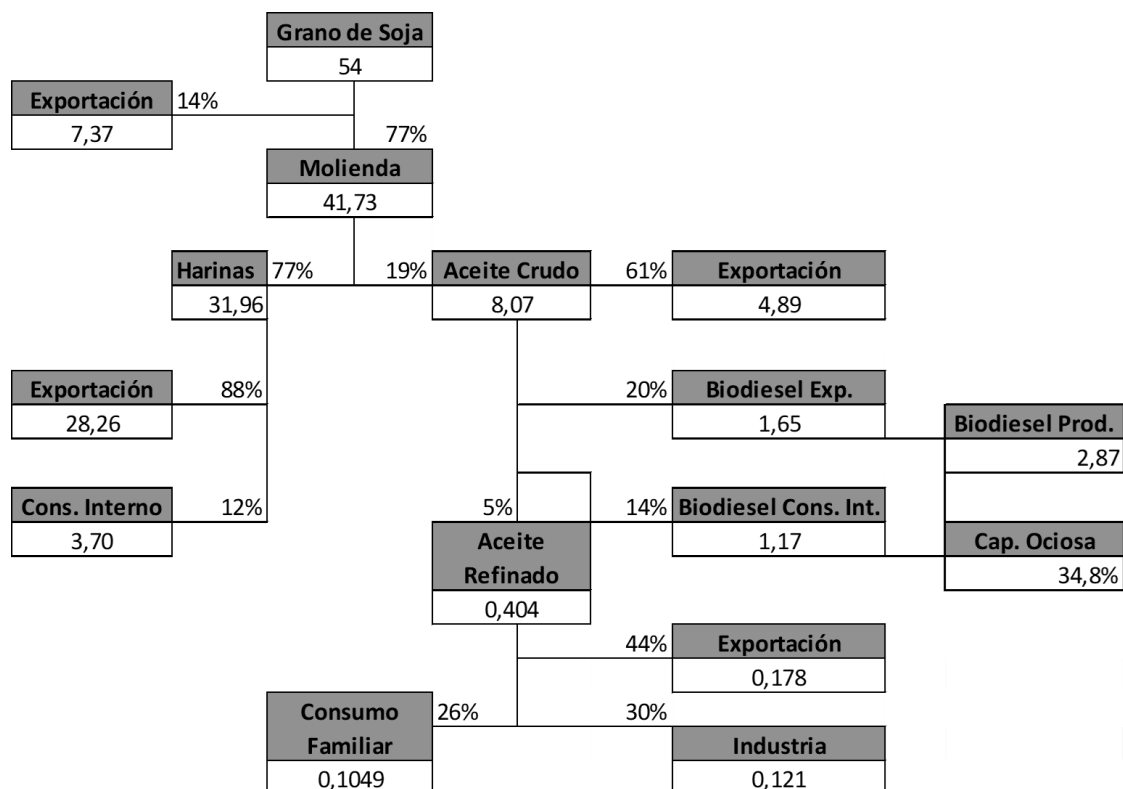 Grano de Soja
54
Exportación 14%
7,37
77%
Molienda
41,73
Harinas 77% 19% Aceite Crudo 61% Exportación
31,96 8,07 4,89
Exportación 88% 20% Biodiesel Exp.
28,26 1,65 Biodiesel Prod.
2,87
Cons. Interno 12% 5% 14% Biodiesel Cons. Int.
3,70 Aceite 1,17 Cap. Ociosa
Refinado 34,8%
0,404
44% Exportación
0,178
Consumo 26% 30%
Familiar Industria
0,1049 0,121